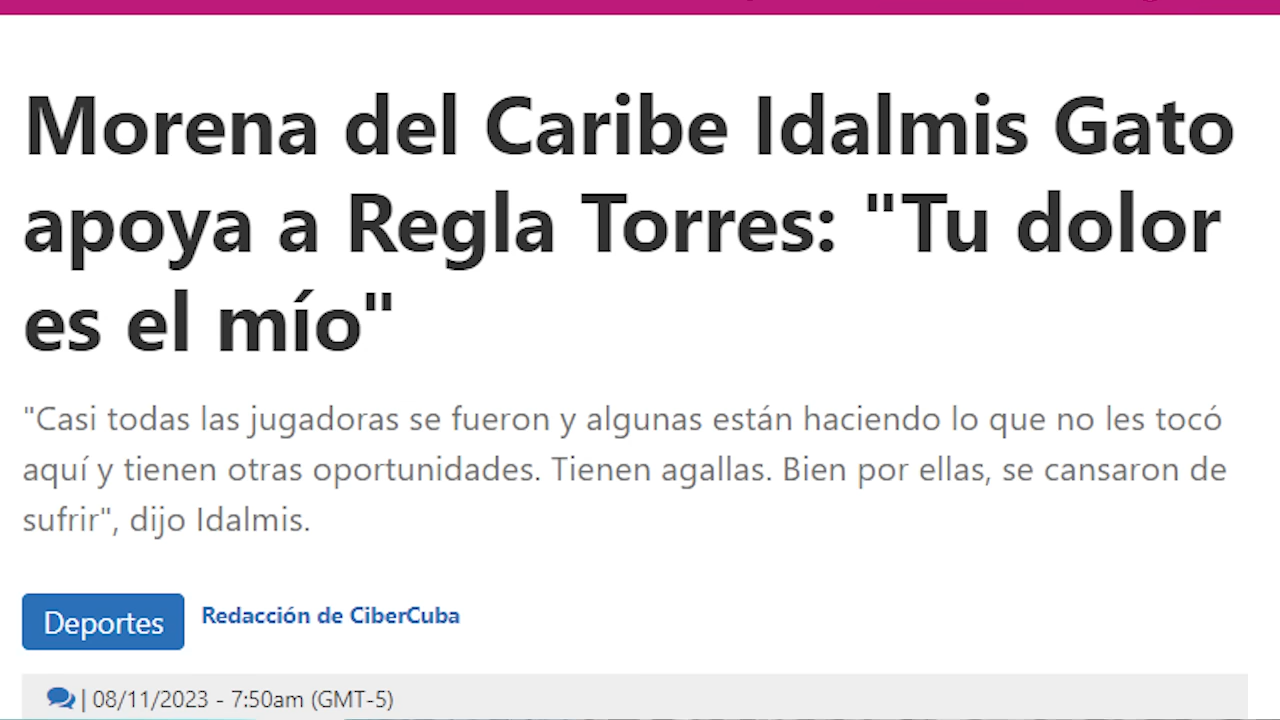 Morena del Caribe Idalmis Gato
apoya a Regla Torres: "Tu dolor
es el mío"
"Casi todas las jugadoras se fueron y algunas están haciendo lo que no les tocó
aquí y tienen otras oportunidades. Tienen agallas. Bien por ellas, se cansaron de
sufrir", dijo Idalmis.
Deportes
Redacción de CiberCuba
| 08/11/2023 - 7:50am (GMT-5)